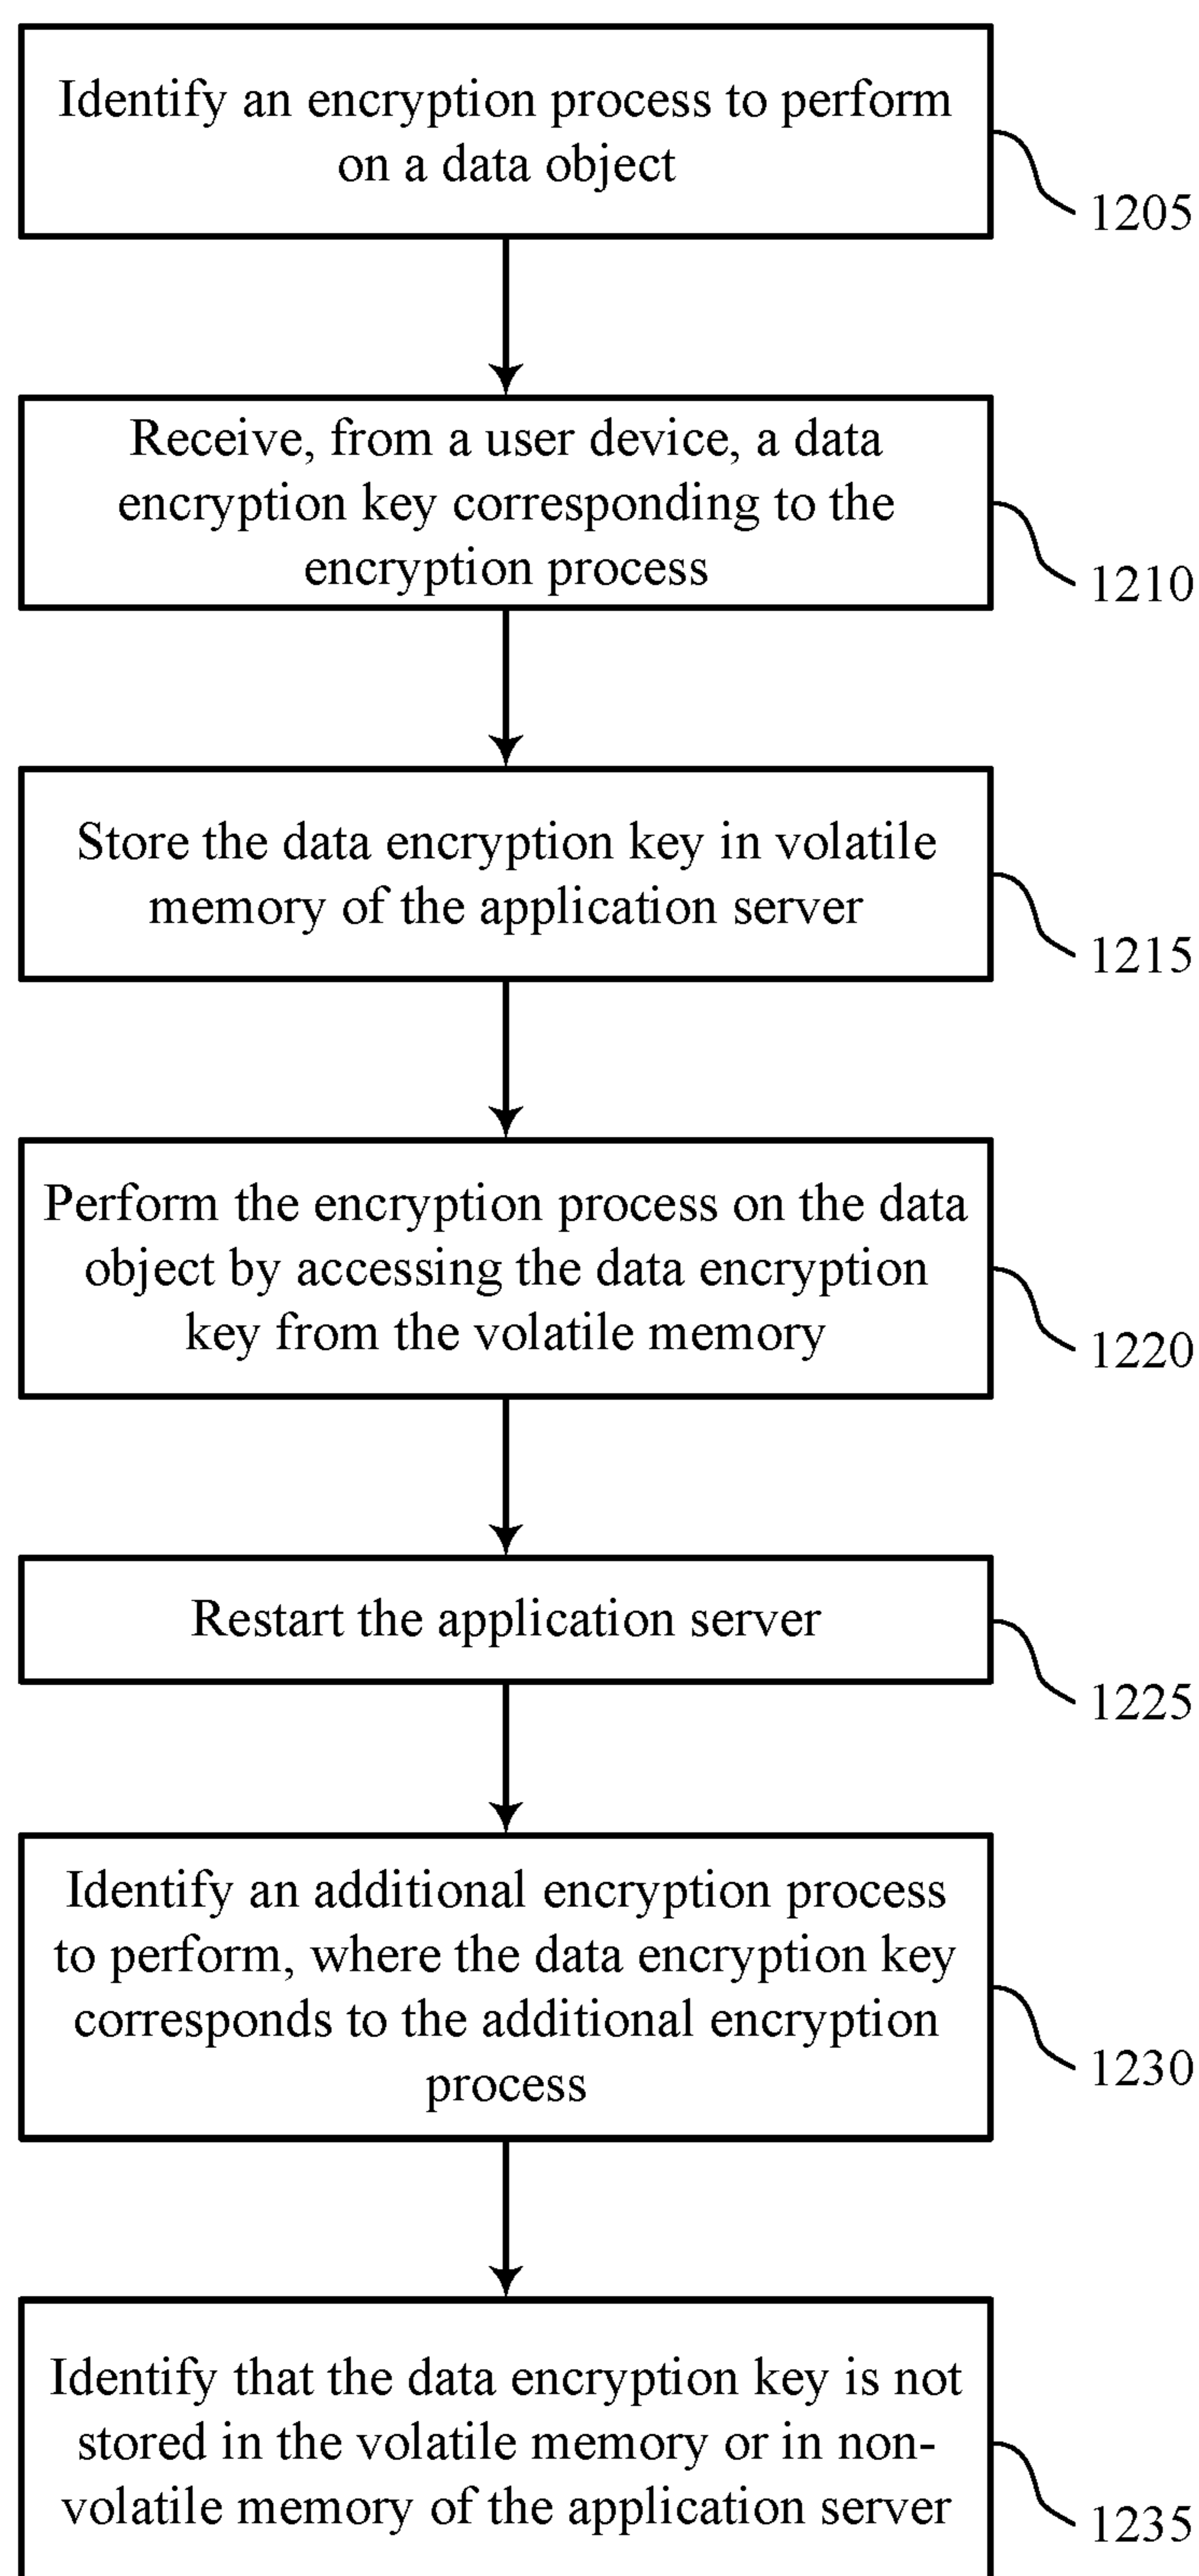 Identify an encryption process to perform
on a data object
1205
Receive, from a user device, a data
encryption key corresponding to the
encryption process
1210
Store the data encryption key in volatile
memory of the application server
1215
Perform the encryption process on the data
object by accessing the data encryption
key from the volatile memory
1220
Restart the application server
1225
Identify an additional encryption process
to perform, where the data encryption key
corresponds to the additional encryption
process
1230
Identify that the data encryption key is not
stored in the volatile memory or in non-
volatile memory of the application server
1235